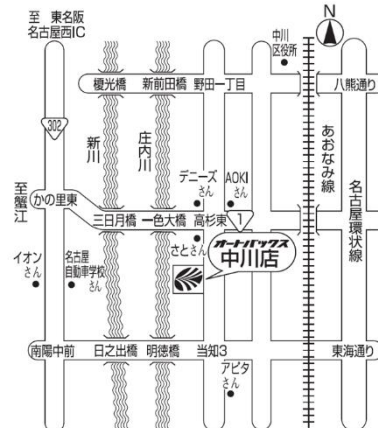 至 東名阪
名古屋西IC
N
中川
区役所
榎光橋
新前田橋
野田一丁目
八熊通り
302
新川
庄内川
あおなみ線
名古屋環状線
至蟹江
デニーズ
さん
AOKI
さん
かの里東
三日月橋
一色大橋
高杉東
1
さとさん
オートバックス
中川店
イオン
さん
名古屋
自動車学校
さん
南陽中前
日之出橋
明徳橋
当知3
東海通り
アピタ
さん